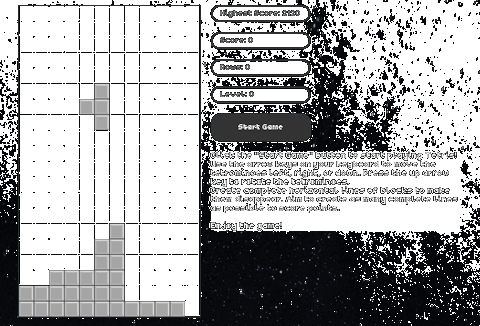 Highest Score: 2120
Score: 0
Rows: 0
Level: 0
Start Game
Click the "Start Game" button to start playing Tetris!
Use the arrow keys on your keyboard to move the
tetrominoes left, right, or down. Press the up arrow
key to rotate the tetrominoes.
Create complete horizontal lines of blocks to make
them disappear. Aim to create as many complete lines
as possible to score points.
Enjoy the game!